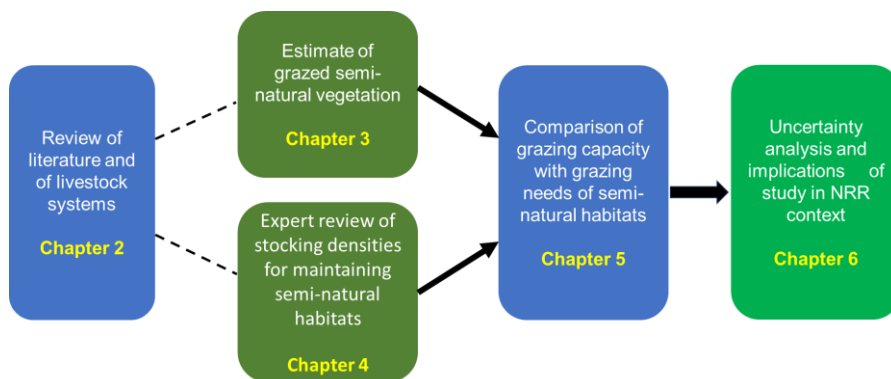 Review of
literature and
of livestock
systems
Chapter 2
Estimate of
grazed semi-
natural vegetation
Chapter 3
Expert review of
stocking densities
for maintaining
semi-natural
habitats
Chapter 4
Comparison of
grazing capacity
with grazing
needs of semi-
natural habitats
Chapter 5
Uncertainty
analysis and
implications of
study in NRR
context
Chapter 6